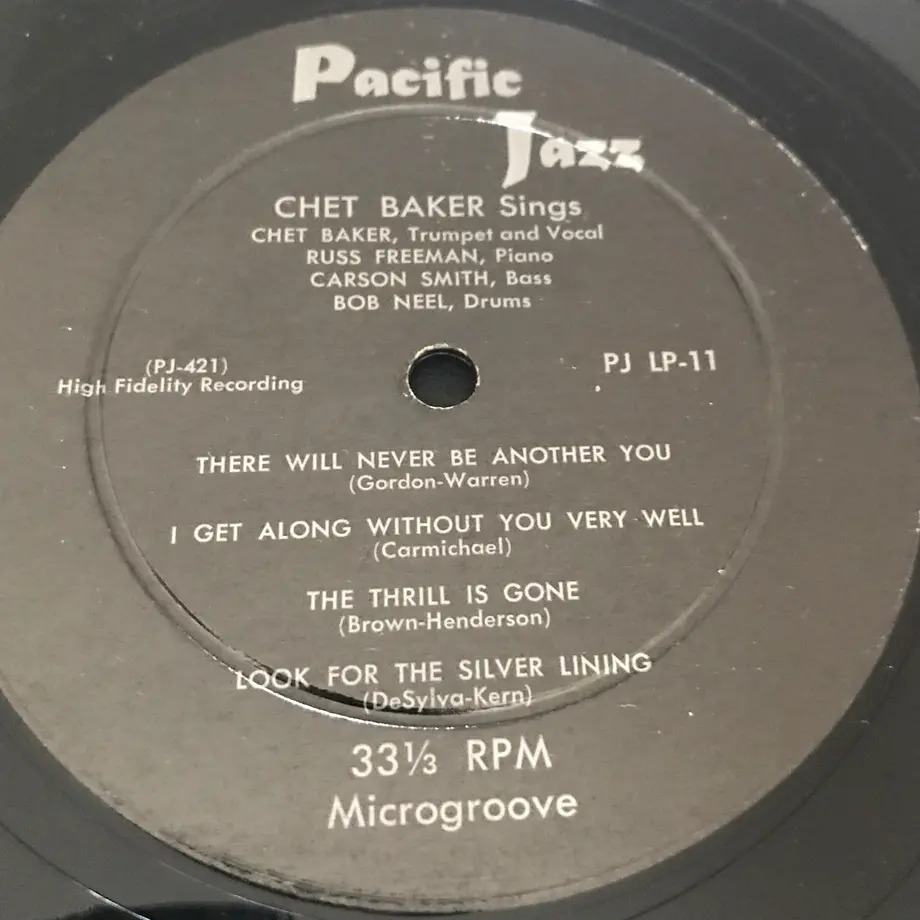 Pacific
Jazz
CHET BAKER Sings
CHET BAKER, Trumpet and Vocal
RUSS FREEMAN, Piano
CARSON SMITH, Bass
BOB NEEL, Drums
(PJ-421)
High Fidelity Recording
PJ LP-11
THERE WILL NEVER BE ANOTHER YOU
(Gordon-Warren)
I GET ALONG WITHOUT YOU VERY WELL
(Carmichael)
THE THRILL IS GONE
(Brown-Henderson)
LOOK FOR THE SILVER LINING
(DeSylva-Kern)
33⅓ RPM
Microgroove